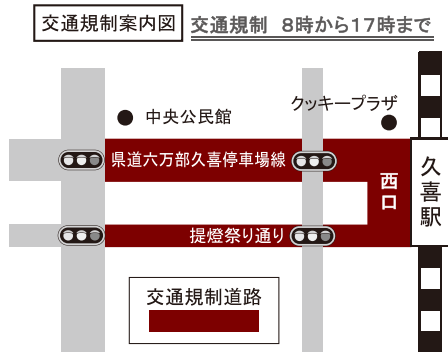 交通規制案内図
交通規制 8時から17時まで
クッキープラザ
中央公民館
県道六万部久喜停車場線
西口
久喜駅
提燈祭り通り
交通規制道路